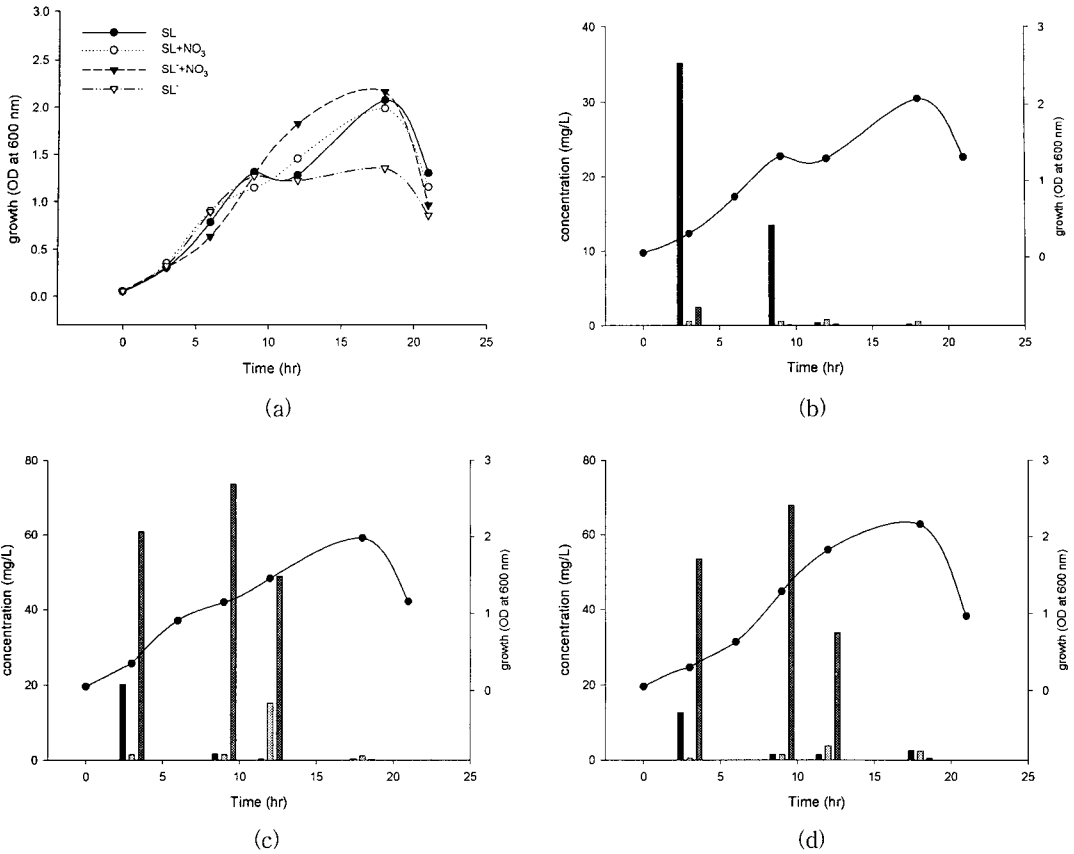 3.0
2.5
2.0
1.5
1.0
0.5
0.0
growth (OD at 600 nm)
SL
SL+NO3
SL-+NO3
SL-
0 5 10 15 20 25
Time (hr)
(a)
40
30
20
10
0
concentration (mg/L)
3
2
1
0
growth (OD at 600 nm)
0 5 10 15 20 25
Time (hr)
(b)
80
60
40
20
0
concentration (mg/L)
3
2
1
0
growth (OD at 600 nm)
0 5 10 15 20 25
Time (hr)
(c)
80
60
40
20
0
concentration (mg/L)
3
2
1
0
growth (OD at 600 nm)
0 5 10 15 20 25
Time (hr)
(d)